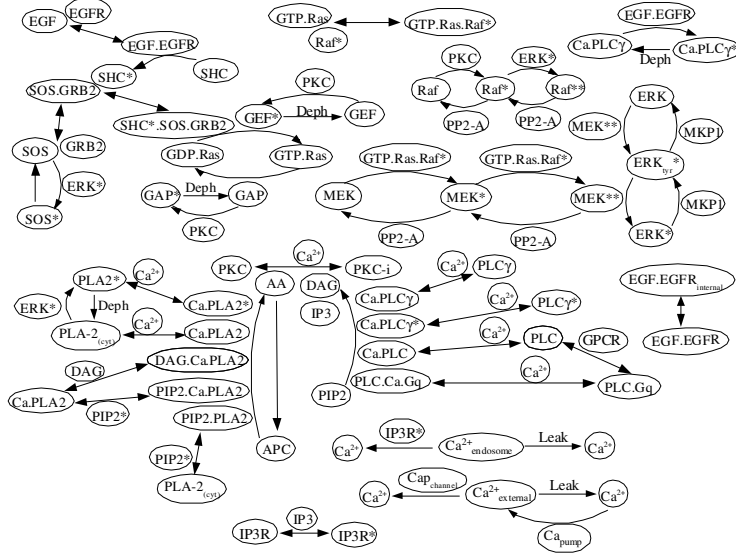 EGF
EGFR
EGF.EGFR
SHC
SHC*
SOS.GRB2
SHC*.SOS.GRB2
SOS
GRB2
ERK*
SOS*
GTP.Ras
Raf*
GTP.Ras.Raf*
PKC
GEF*
Deph
GEF
GDP.Ras
GTP.Ras
GAP*
Deph
GAP
PKC
EGF.EGFR
Ca.PLCγ
Deph
Ca.PLCγ*
PKC
ERK*
Raf
Raf*
Raf**
PP2-A
PP2-A
ERK
MEK**
MKP1
ERK tyr *
MKP1
ERK*
GTP.Ras.Raf*
GTP.Ras.Raf*
MEK
MEK*
MEK**
PP2-A
PP2-A
PLA2*
Ca2+
ERK*
Deph
Ca.PLA2*
PLA-2(cyt)
Ca2+
Ca.PLA2
DAG
DAG.Ca.PLA2
Ca.PLA2
PIP2*
PIP2.Ca.PLA2
PIP2.PLA2
PIP2*
PLA-2(cyt)
PKC
Ca2+
PKC-i
AA
APC
DAG
IP3
PIP2
Ca2+
PLCγ
Ca.PLCγ
Ca2+
PLCγ*
Ca.PLCγ*
Ca2+
PLC
GPCR
Ca.PLC
PLC.Ca.Gq
Ca2+
PLC.Gq
EGF.EGFR internal
EGF.EGFR
IP3R*
Ca2+
Ca2+ endosome
Leak
Ca2+
Cap channel
Ca2+
Ca2+ external
Leak
Ca2+
Ca pump
IP3R
IP3
IP3R*